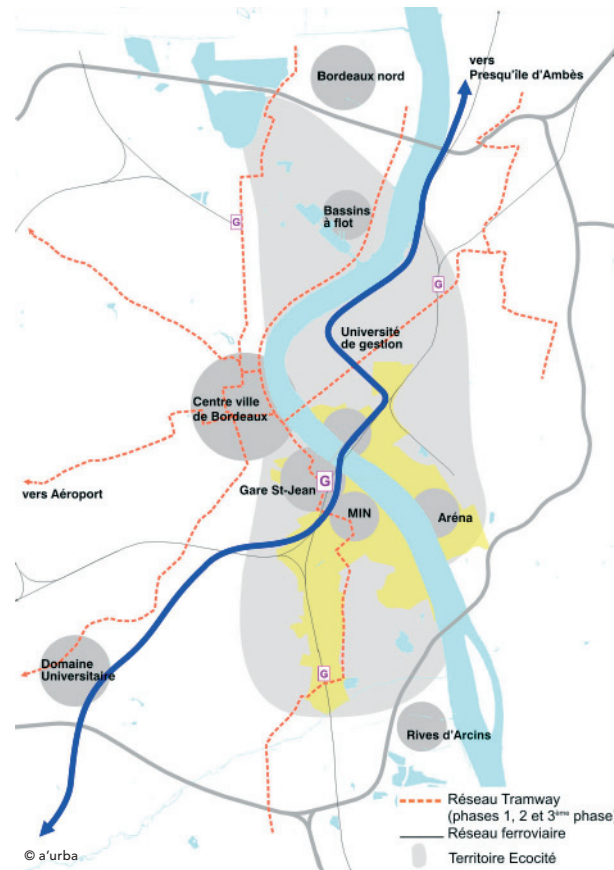 vers
Presqu'île d'Ambès
Bordeaux nord
Bassins
à flot
G
G
Université
de gestion
Centre ville
de Bordeaux
vers Aéroport
Gare St-Jean
G
MIN
Aréna
Domaine
Universitaire
G
Rives d'Arcins
Réseau Tramway
(phases 1, 2 et 3ème phase)
Réseau ferroviaire
Territoire Ecocité
© a'urba